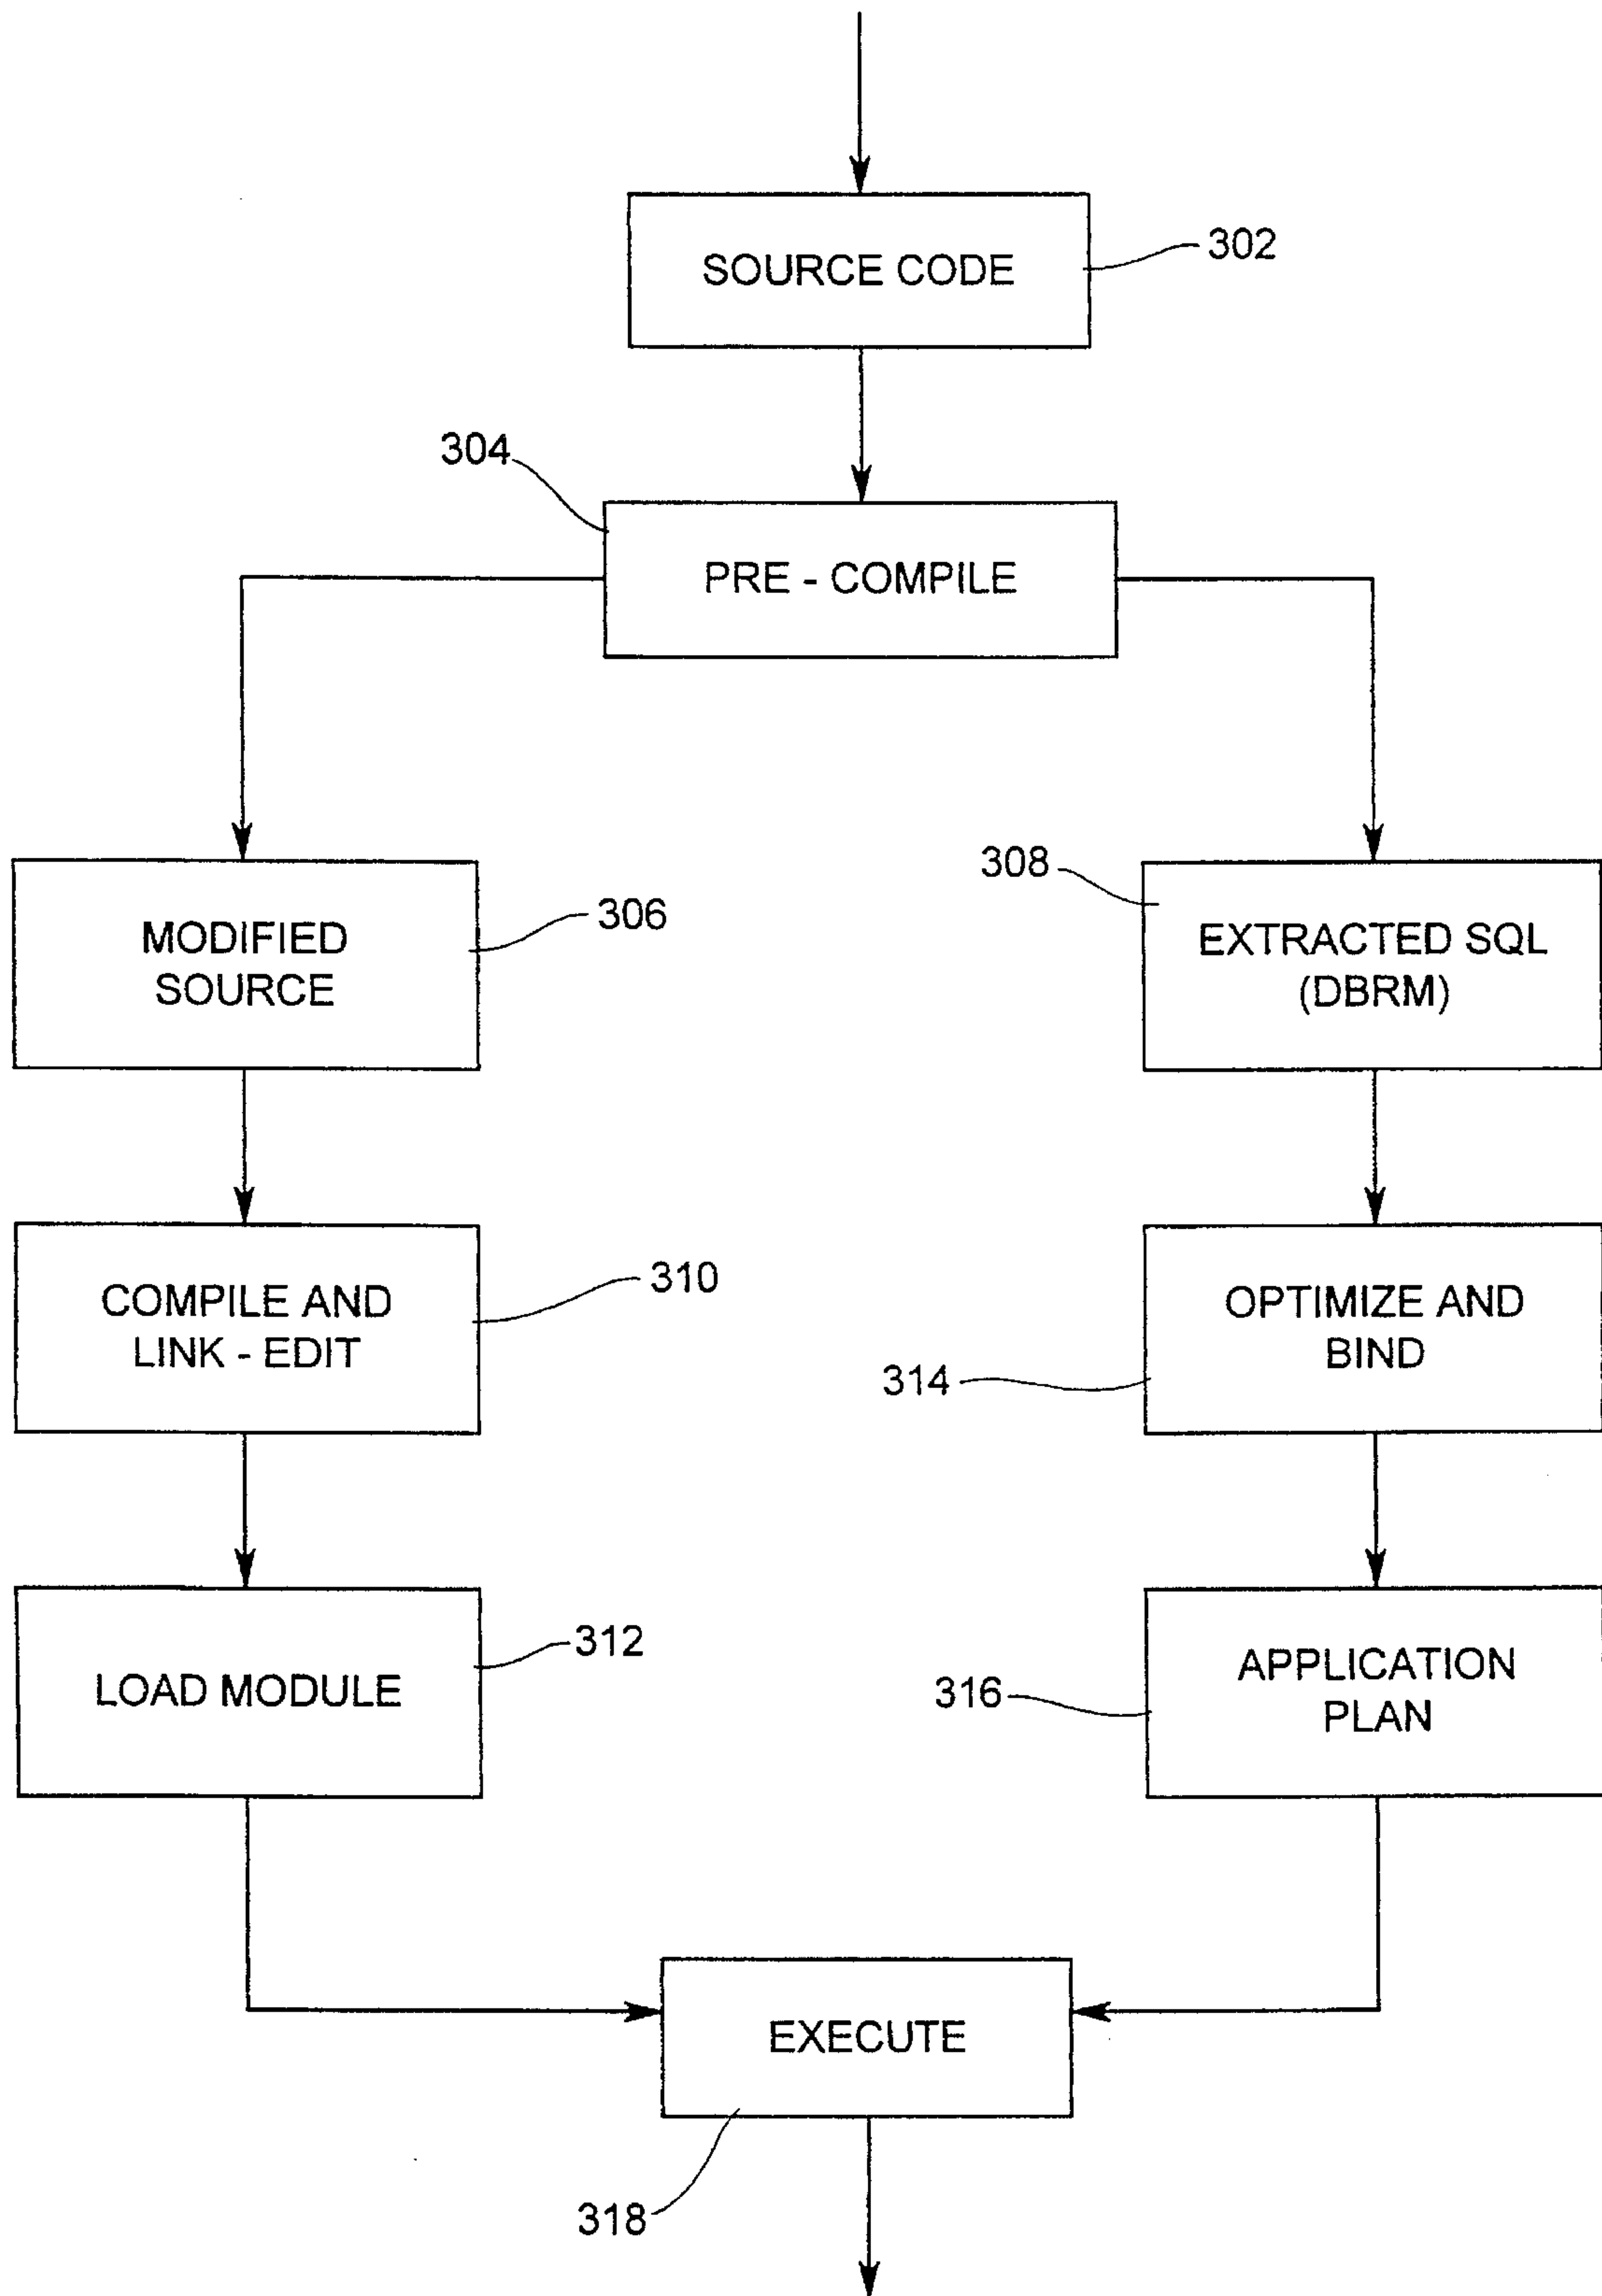 SOURCE CODE
302
304
PRE - COMPILE
MODIFIED
SOURCE
306
308
EXTRACTED SQL
(DBRM)
COMPILE AND
LINK - EDIT
310
OPTIMIZE AND
BIND
314
LOAD MODULE
312
APPLICATION
PLAN
316
EXECUTE
318